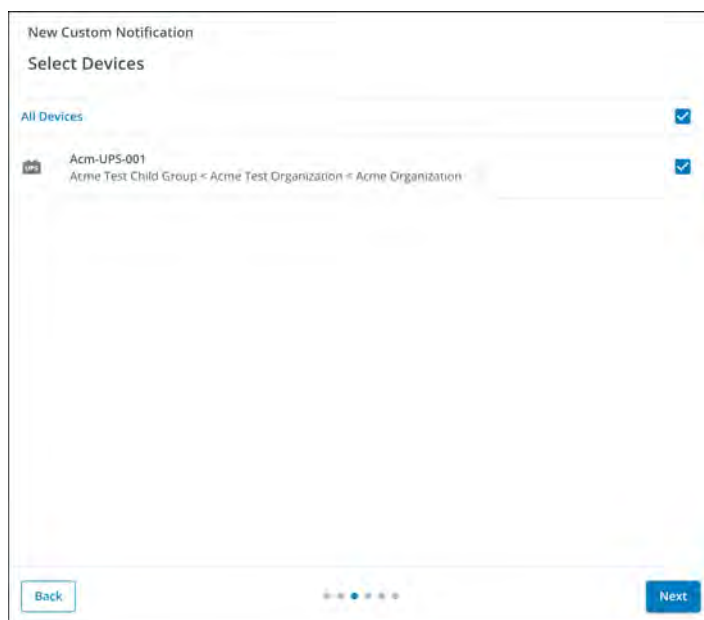 New Custom Notification
Select Devices
All Devices
UPS
Acm-UPS-001
Acme Test Child Group < Acme Test Organization < Acme Organization
Back
Next